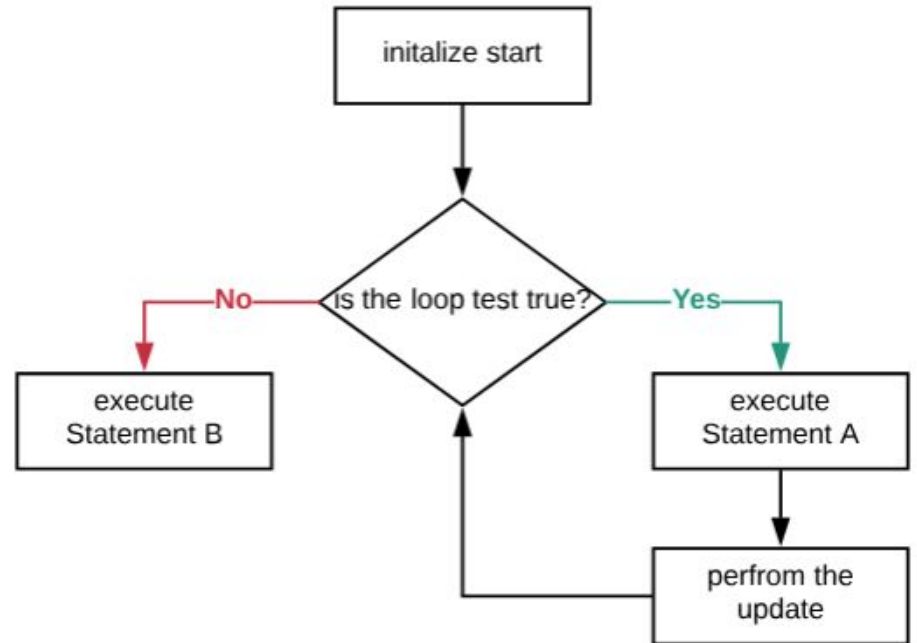 initalize start
is the loop test true?
No
Yes
execute
Statement B
execute
Statement A
perfrom the
update